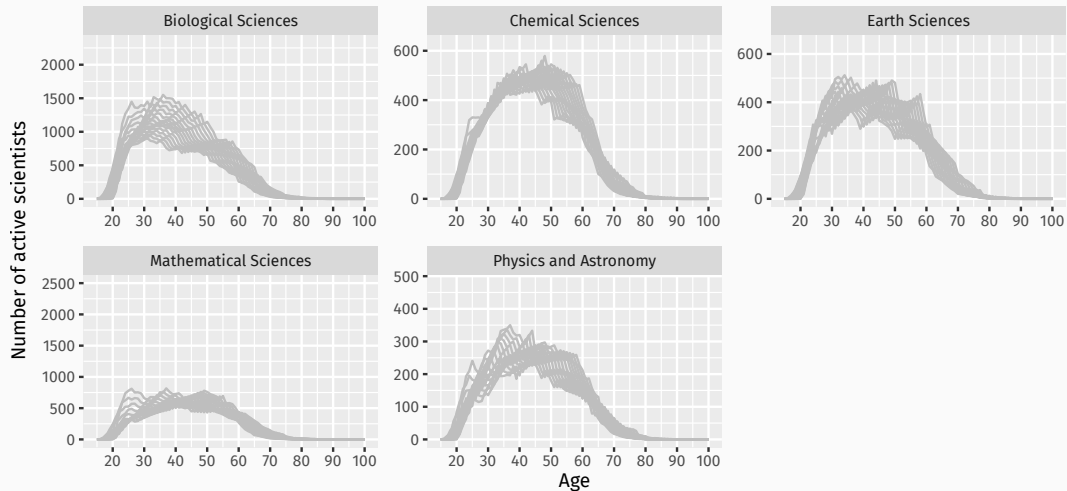 Biological Sciences
Chemical Sciences
Earth Sciences
2000
1500
1000
500
0
20 30 40 50 60 70 80 90 100
600
400
200
0
20 30 40 50 60 70 80 90 100
600
400
200
0
20 30 40 50 60 70 80 90 100
Number of active scientists
Mathematical Sciences
Physics and Astronomy
2500
2000
1500
1000
500
0
20 30 40 50 60 70 80 90 100
500
400
300
200
100
0
20 30 40 50 60 70 80 90 100
Age